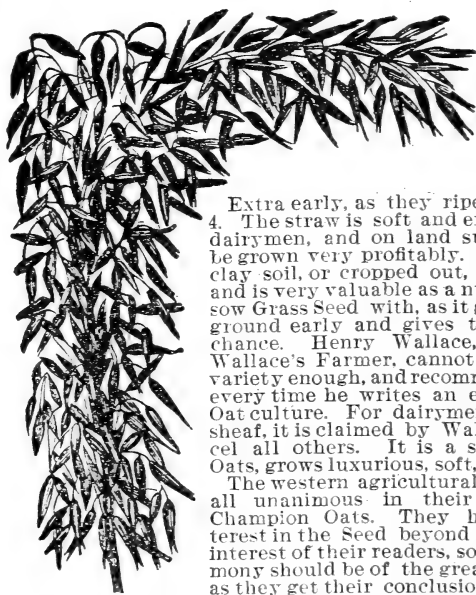 Extra early, as they ripe
4. The straw is soft and e
dairymen, and on land su
be grown very profitably.
clay soil, or cropped out,
and is very valuable as a nu
sow Grass Seed with, as it g
ground early and gives t
chance. Henry Wallace,
Wallace's Farmer, cannot
variety enough, and recomm
every time he writes an e
Oat culture. For dairyme
sheaf, it is claimed by Wal
cel all others. It is a s
Oats, grows luxurious, soft,
The western agricultural
all unanimous in their
Champion Oats. They h
terest in the Seed beyond
interest of their readers, so
mony should be of the grea
as they get their conclusio